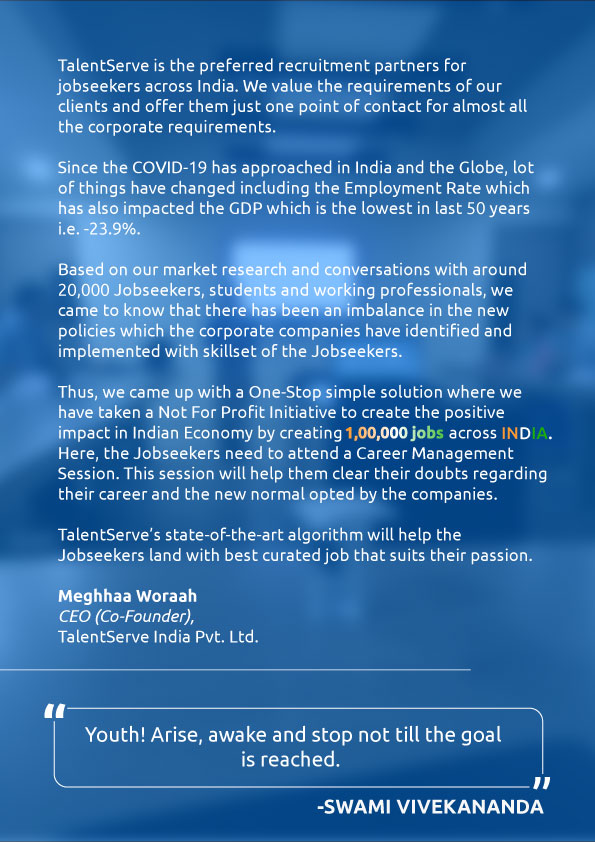 TalentServe is the preferred recruitment partners for
jobseekers across India. We value the requirements of our
clients and offer them just one point of contact for almost all
the corporate requirements.
Since the COVID-19 has approached in India and the Globe, lot
of things have changed including the Employment Rate which
has also impacted the GDP which is the lowest in last 50 years
i.e. -23.9%.
Based on our market research and conversations with around
20,000 Jobseekers, students and working professionals, we
came to know that there has been an imbalance in the new
policies which the corporate companies have identified and
implemented with skillset of the Jobseekers.
Thus, we came up with a One-Stop simple solution where we
have taken a Not For Profit Initiative to create the positive
impact in Indian Economy by creating 1,00,000 jobs across INDIA.
Here, the Jobseekers need to attend a Career Management
Session. This session will help them clear their doubts regarding
their career and the new normal opted by the companies.
TalentServe's state-of-the-art algorithm will help the
Jobseekers land with best curated job that suits their passion.
Meghhaa Woraah
CEO (Co-Founder),
TalentServe India Pvt. Ltd.
“Youth! Arise, awake and stop not till the goal
is reached.”
-SWAMI VIVEKANANDA